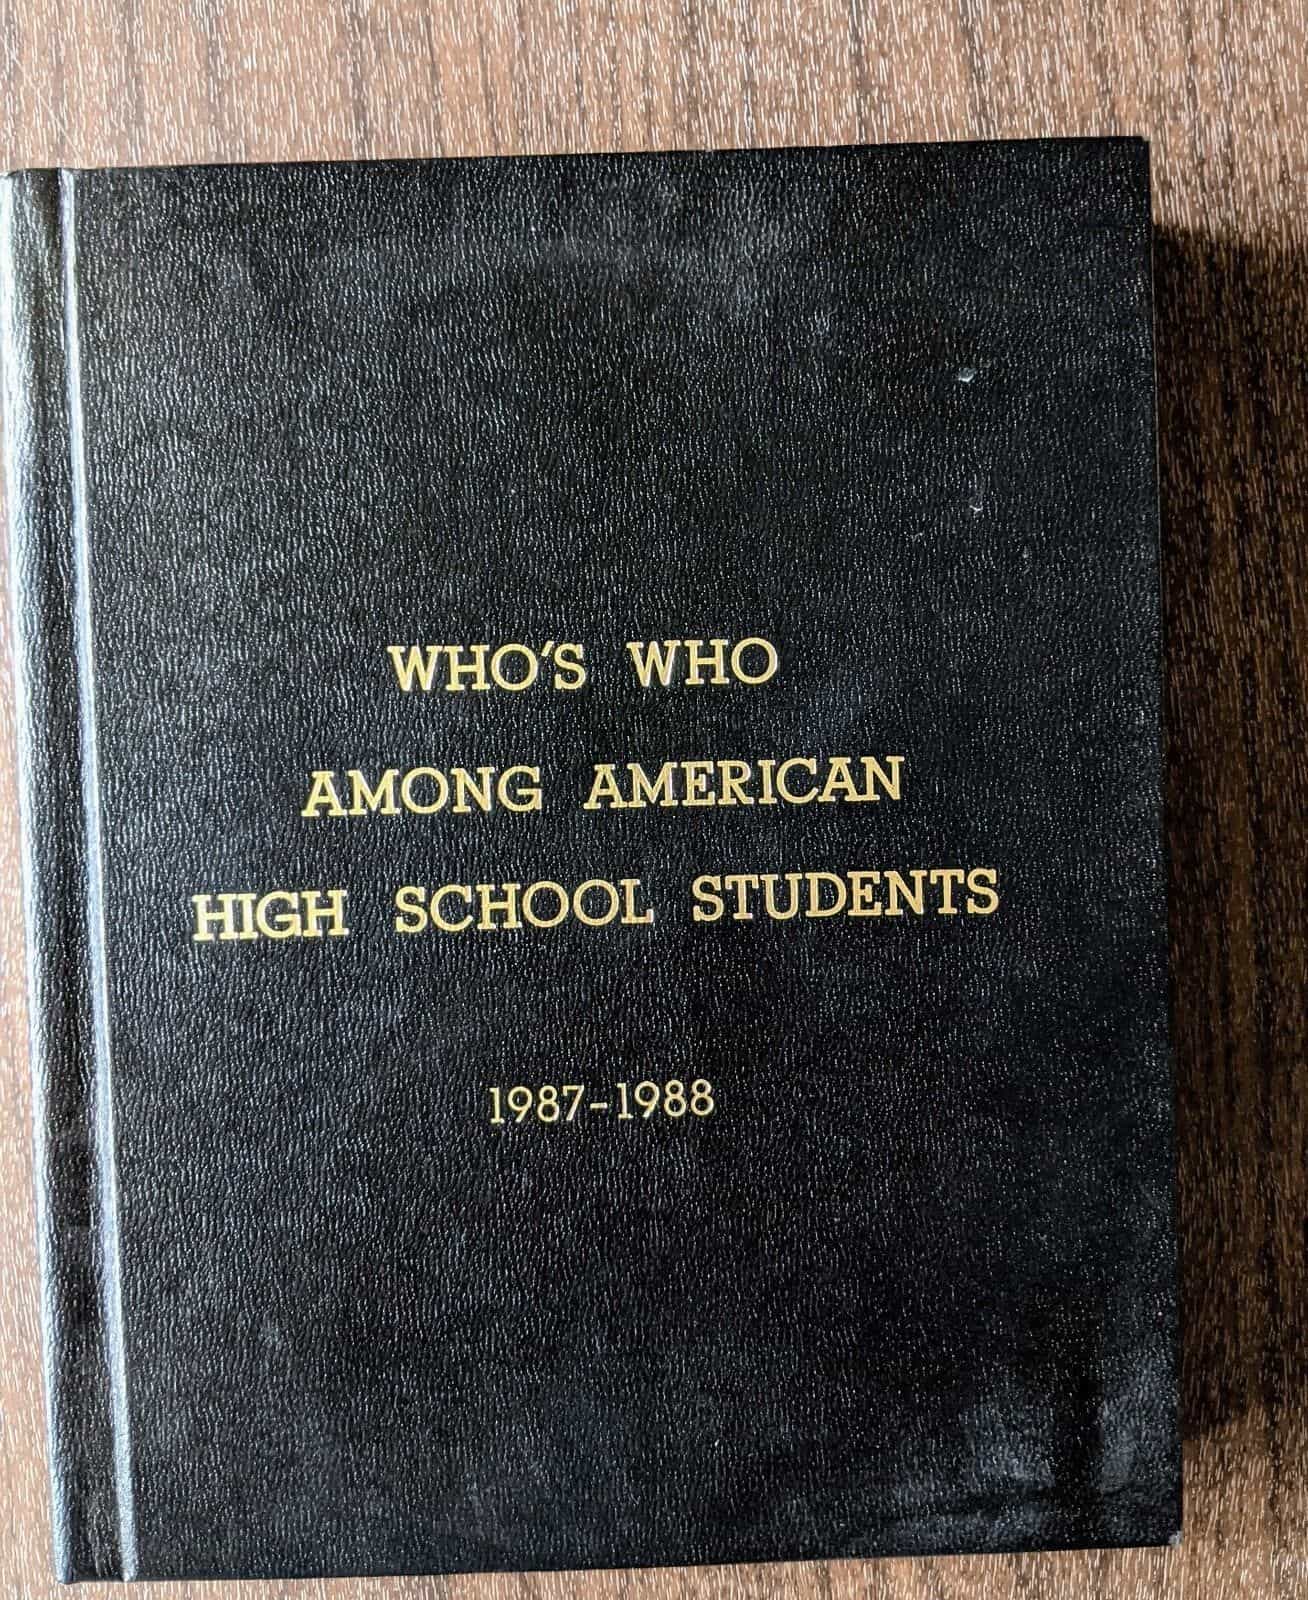 WHO'S WHO
AMONG AMERICAN
HIGH SCHOOL STUDENTS
1987-1988